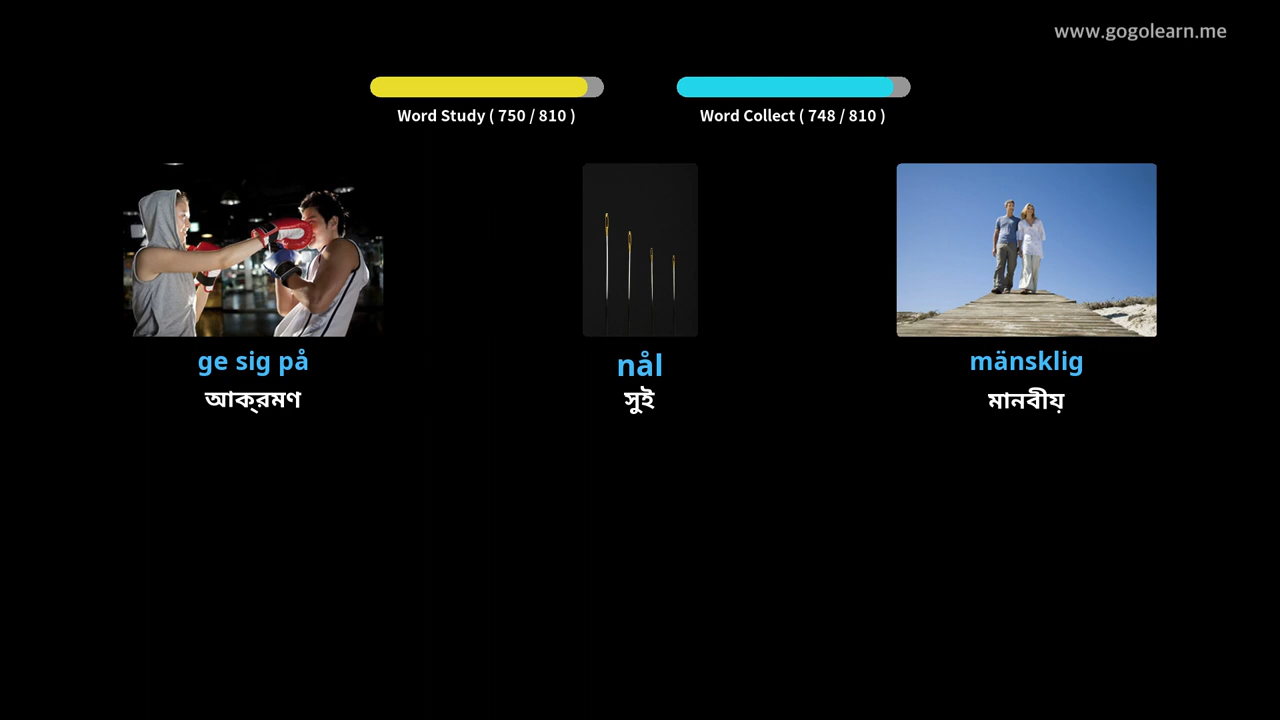 www.gogolearn.me
Word Study ( 750 / 810 )
Word Collect ( 748 / 810 )
ge sig på
আক্রমণ
nål
সুই
mänsklig
মানবীয়